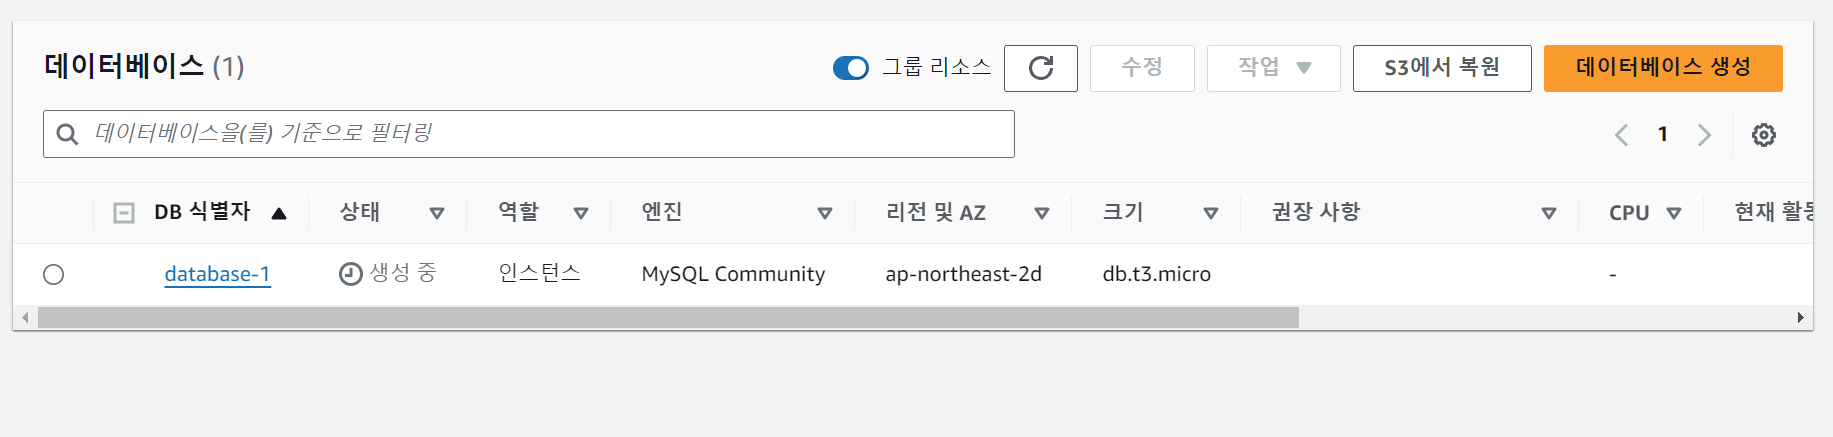 데이터베이스 (1)
그룹 리소스
수정
작업
S3에서 복원
데이터베이스 생성
데이터베이스을(를) 기준으로 필터링
1
DB 식별자 상태 역할 엔진 리전 및 AZ 크기 권장 사항 CPU 현재 활동
database-1 생성 중 인스턴스 MySQL Community ap-northeast-2d db.t3.micro -